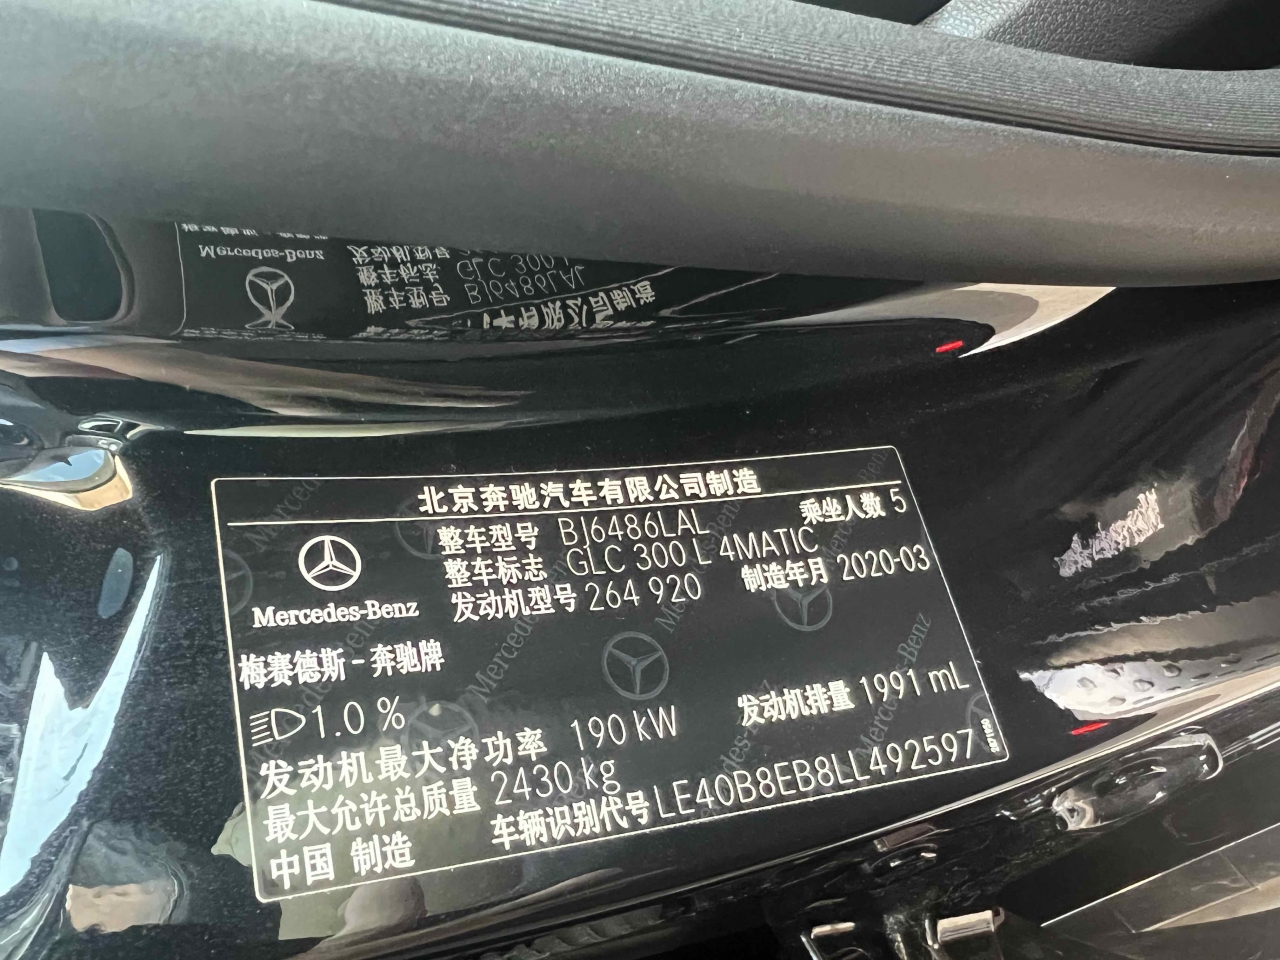 北京奔驰汽车有限公司制造
整车型号 BJ6486LAL 乘坐人数 5
整车标志 GLC 300 L 4MATIC
发动机型号 264 920 制造年月 2020-03
Mercedes-Benz
梅赛德斯-奔驰牌
1.0 %
发动机最大净功率 190 kW 发动机排量 1991 mL
最大允许总质量 2430 kg
中国 制造 车辆识别代号 LE40B8EB8LL492597